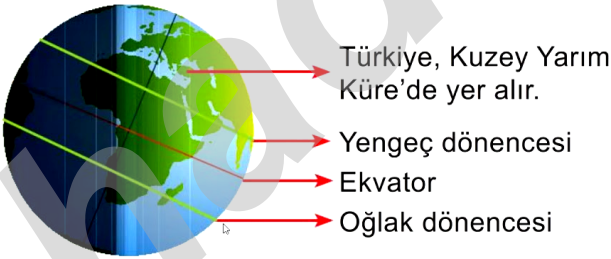 Türkiye, Kuzey Yarım
Küre’de yer alır.
Yengeç dönencesi
Ekvator
Oğlak dönencesi